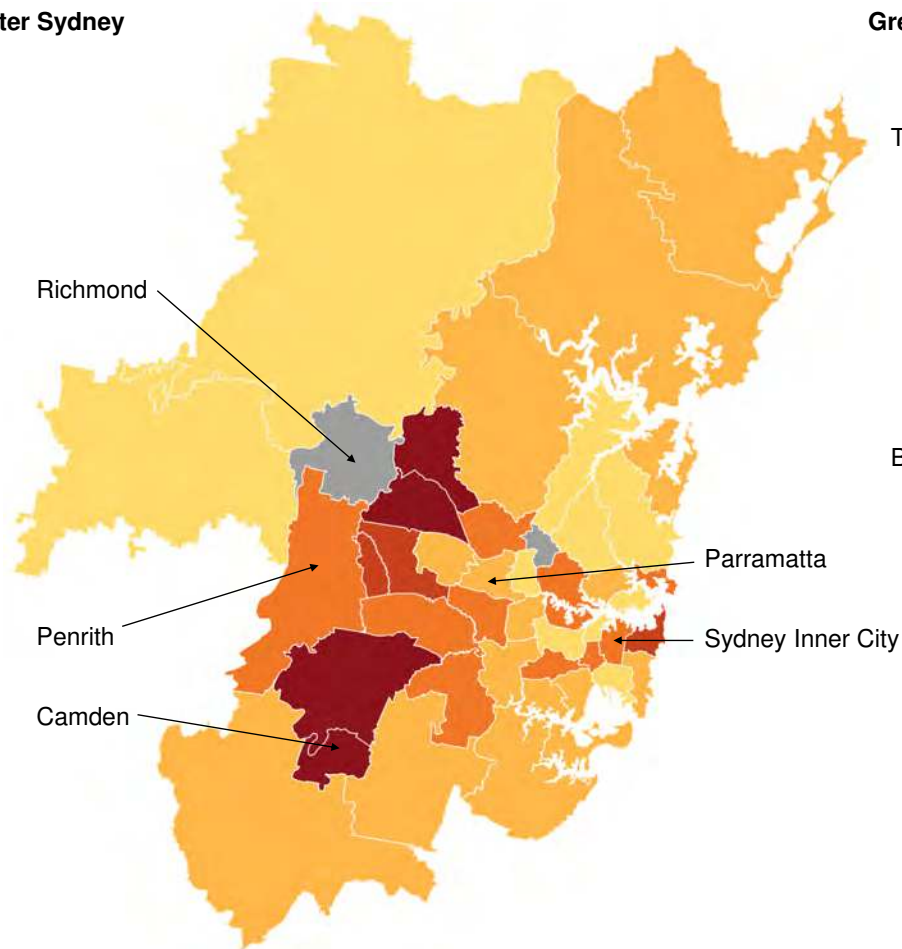 ter Sydney
Gre
T
Richmond
B
Parramatta
Penrith
Sydney Inner City
Camden